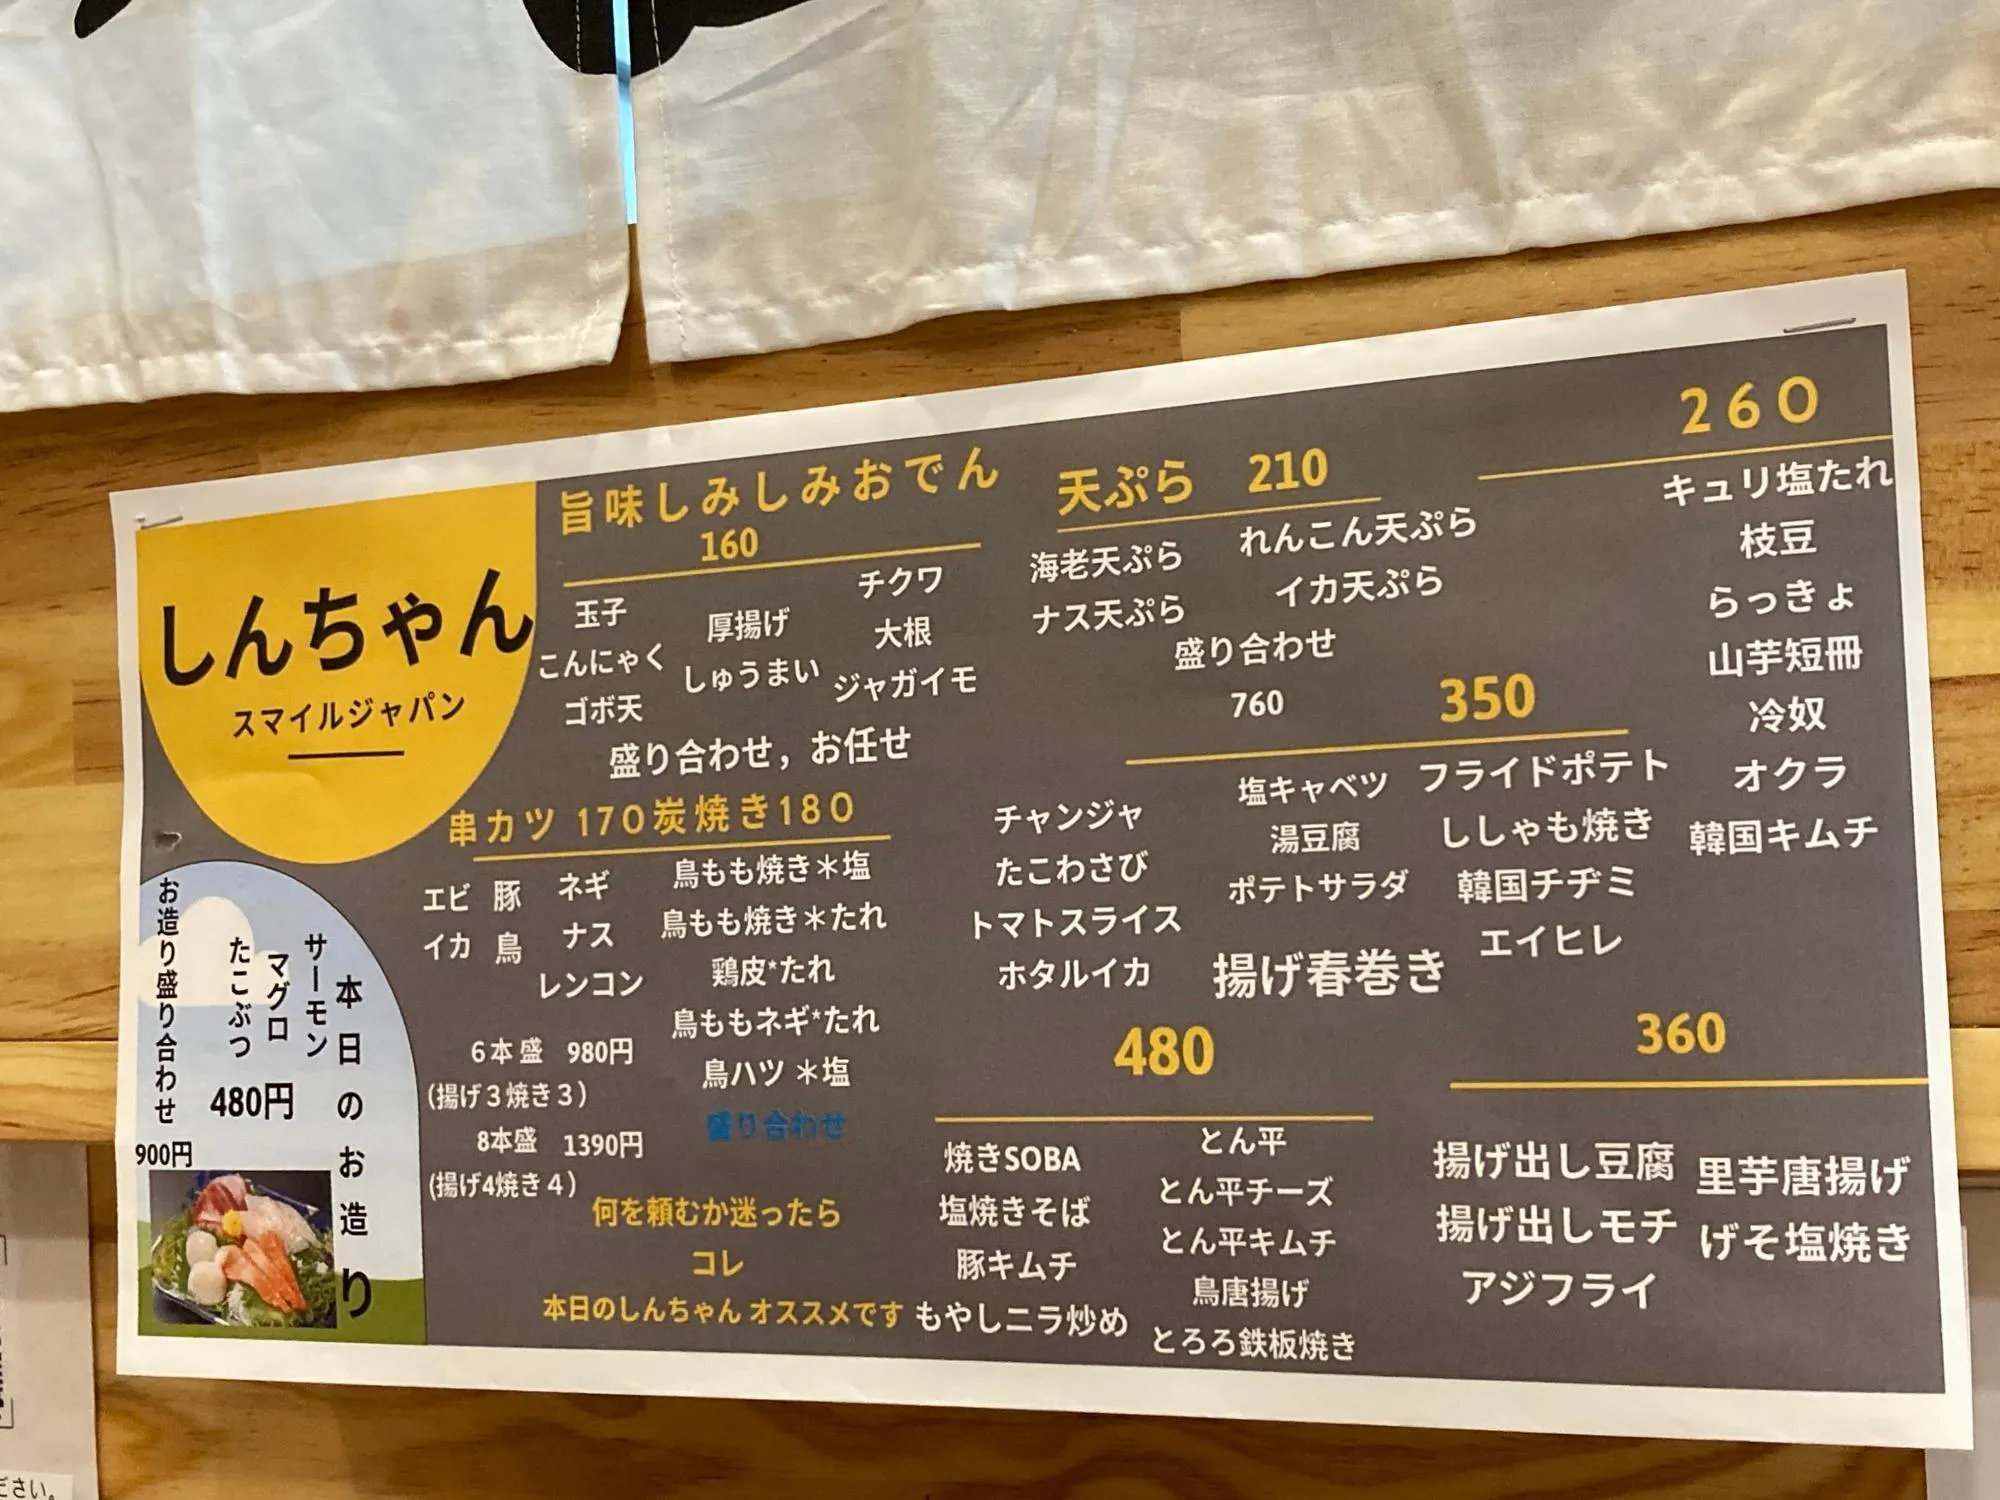 しんちゃん
スマイルジャパン
本日のお造り
サーモン
マグロ
たこぶつ
480円
お造り盛り合わせ
900円
旨味しみしみおでん
160
玉子
こんにゃく
ゴボ天
厚揚げ
しゅうまい
チクワ
大根
ジャガイモ
盛り合わせ，お任せ
串カツ 170 炭焼き180
エビ
イカ
豚
鳥
ネギ
ナス
レンコン
6本盛 980円
(揚げ3焼き3)
8本盛 1390円
(揚げ4焼き4)
鳥もも焼き＊塩
鳥もも焼き＊たれ
鶏皮*たれ
鳥ももネギ*たれ
鳥ハツ ＊塩
盛り合わせ
何を頼むか迷ったら
コレ
本日のしんちゃん オススメです
天ぷら 210
海老天ぷら
ナス天ぷら
れんこん天ぷら
イカ天ぷら
盛り合わせ
760
350
チャンジャ
たこわさび
トマトスライス
ホタルイカ
塩キャベツ
湯豆腐
ポテトサラダ
揚げ春巻き
フライドポテト
ししゃも焼き
韓国チヂミ
エイヒレ
480
焼きSOBA
塩焼きそば
豚キムチ
もやしニラ炒め
とん平
とん平チーズ
とん平キムチ
鳥唐揚げ
とろろ鉄板焼き
260
キュリ塩たれ
枝豆
らっきょ
山芋短冊
冷奴
オクラ
韓国キムチ
360
揚げ出し豆腐
揚げ出しモチ
アジフライ
里芋唐揚げ
げそ塩焼き
ださい。